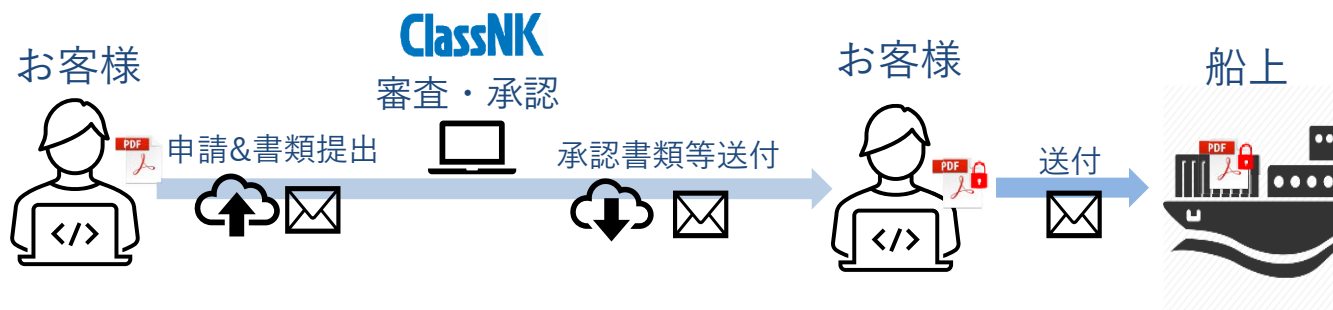 お客様
PDF
申請&書類提出
</>
ClassNK
審査・承認
承認書類等送付
お客様
PDF
</>
送付
船上
PDF